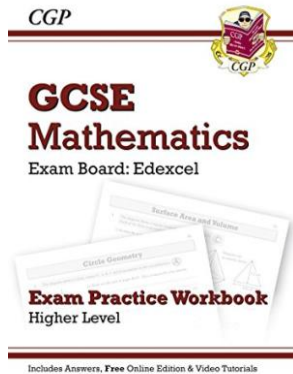 CGP
CGP
GCSE
Mathematics
Exam Board: Edexcel
Surface Area and Volume
Circle Geometry
Exam Practice Workbook
Higher Level
Includes Answers, Free Online Edition & Video Tutorials